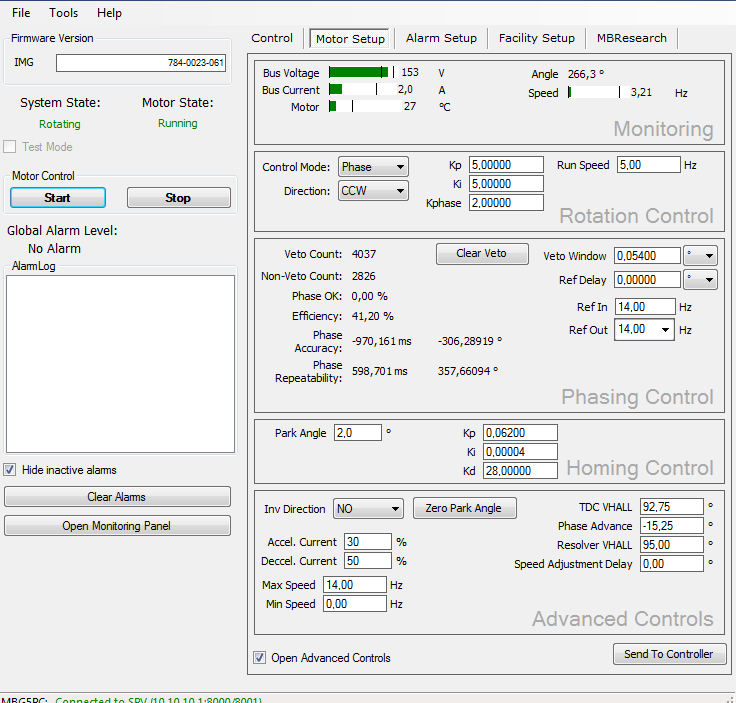 File Tools Help
Firmware Version
IMG 784-0023-061
System State: Motor State:
Rotating Running
Test Mode
Motor Control
Start Stop
Global Alarm Level:
No Alarm
AlarmLog
Hide inactive alarms
Clear Alarms
Open Monitoring Panel
Control Motor Setup Alarm Setup Facility Setup MBResearch
Bus Voltage 153 V Angle 266,3 °
Bus Current 2,0 A Speed 3,21 Hz
Motor 27 °C
Monitoring
Control Mode: Phase Kp 5,00000 Run Speed 5,00 Hz
Direction: CCW Ki 5,00000
Kphase 2,00000
Rotation Control
Veto Count: 4037 Clear Veto Veto Window 0,05400 °
Non-Veto Count: 2826 Ref Delay 0,00000 °
Phase OK: 0,00 % Ref In 14,00 Hz
Efficiency: 41,20 % Ref Out 14,00 Hz
Phase Accuracy: -970,161 ms -306,28919 °
Phase Repeatability: 598,701 ms 357,66094 °
Phasing Control
Park Angle 2,0 ° Kp 0,06200
Ki 0,00004
Kd 28,00000
Homing Control
Inv Direction NO Zero Park Angle TDC VHALL 92,75 °
Phase Advance -15,25 °
Accel. Current 30 % Resolver VHALL 95,00 °
Deccel. Current 50 % Speed Adjustment Delay 0,00 °
Max Speed 14,00 Hz
Min Speed 0,00 Hz
Advanced Controls
Open Advanced Controls Send To Controller
MBG5PC: Connected to SRV (10.10.10.1:8000/8001)